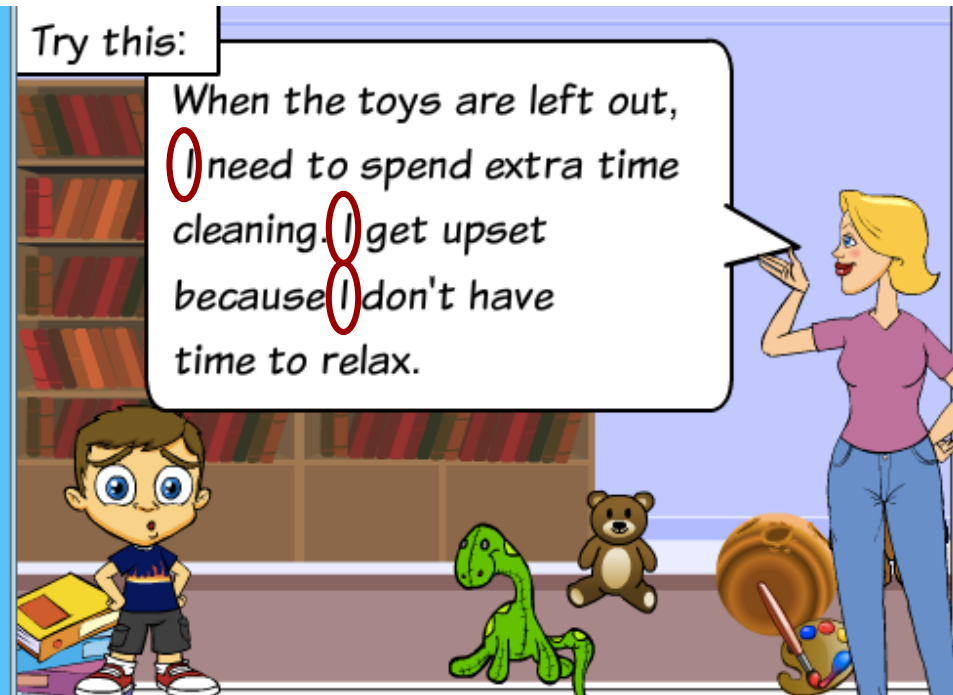 Try this:
When the toys are left out,
I need to spend extra time
cleaning. I get upset
because I don't have
time to relax.